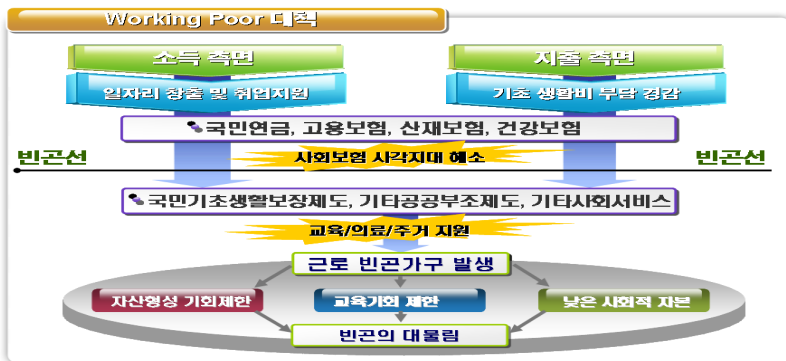 Working Poor 대책
소득 측면
지출 측면
일자리 창출 및 취업지원
기초 생활비 부담 경감
국민연금, 고용보험, 산재보험, 건강보험
빈곤선
사회보험 사각지대 해소
빈곤선
국민기초생활보장제도, 기타공공부조제도, 기타사회서비스
교육/의료/주거 지원
근로 빈곤가구 발생
자산형성 기회제한
교육기회 제한
낮은 사회적 자본
빈곤의 대물림